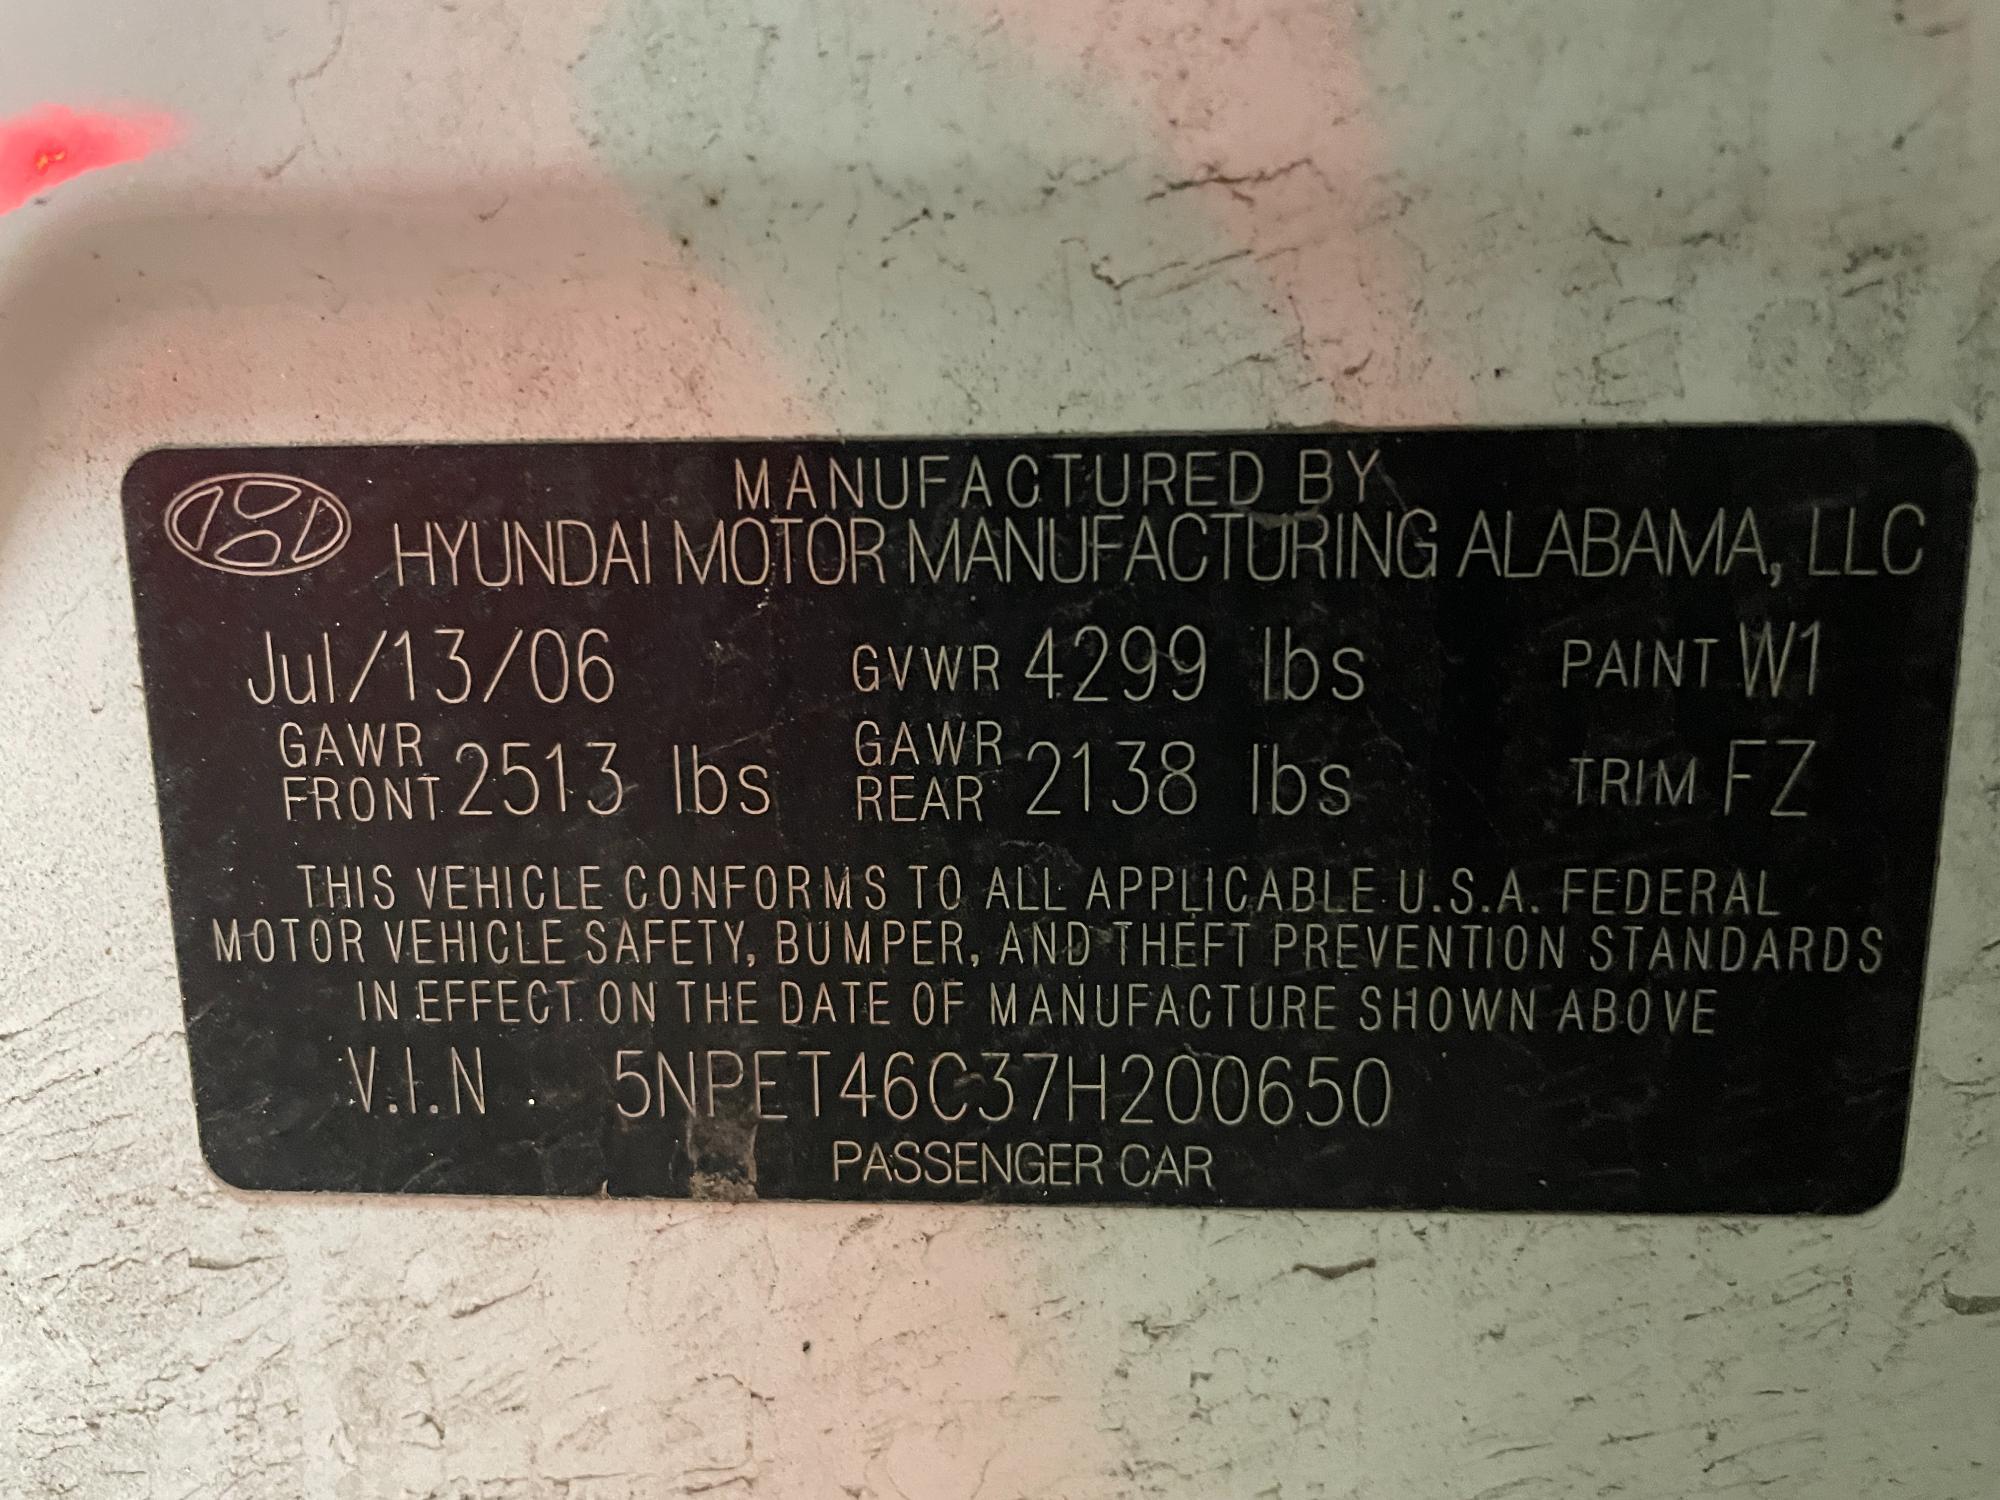 MANUFACTURED BY
HYUNDAI MOTOR MANUFACTURING ALABAMA, LLC
Jul/13/06 GVWR 4299 lbs PAINT W1
GAWR FRONT 2513 lbs GAWR REAR 2138 lbs TRIM FZ
THIS VEHICLE CONFORMS TO ALL APPLICABLE U.S.A. FEDERAL
MOTOR VEHICLE SAFETY, BUMPER, AND THEFT PREVENTION STANDARDS
IN EFFECT ON THE DATE OF MANUFACTURE SHOWN ABOVE
V.I.N . 5NPET46C37H200650
PASSENGER CAR